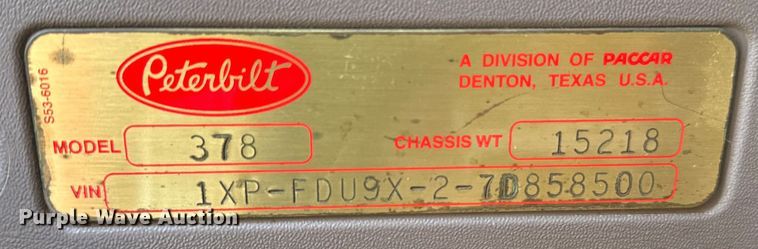 Peterbilt
A DIVISION OF PACCAR
DENTON, TEXAS U.S.A.
S53-6016
MODEL 378 CHASSIS WT 15218
VIN 1XP-FDU9X-2-7D858500
Purple Wave Auction